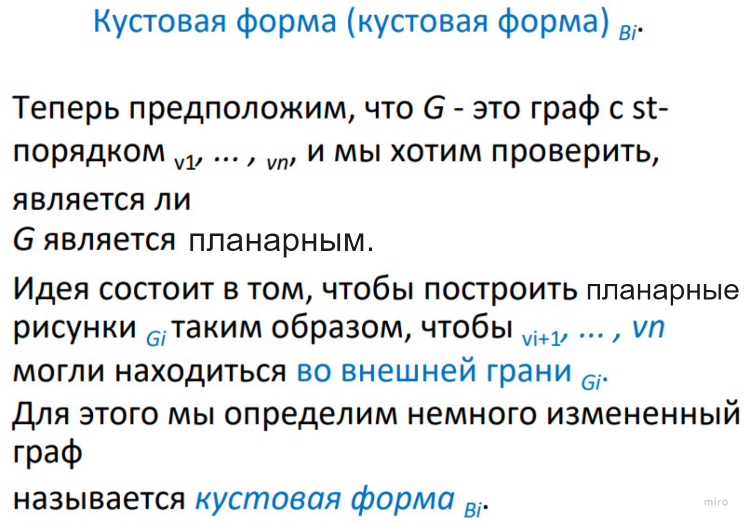 Кустовая форма (кустовая форма) Bi.
Теперь предположим, что G - это граф с st-
порядком v1, ... , vn, и мы хотим проверить,
является ли
G является планарным.
Идея состоит в том, чтобы построить планарные
рисунки Gi таким образом, чтобы vi+1, ... , vn
могли находиться во внешней грани Gi.
Для этого мы определим немного измененный
граф
называется кустовая форма Bi.
miro